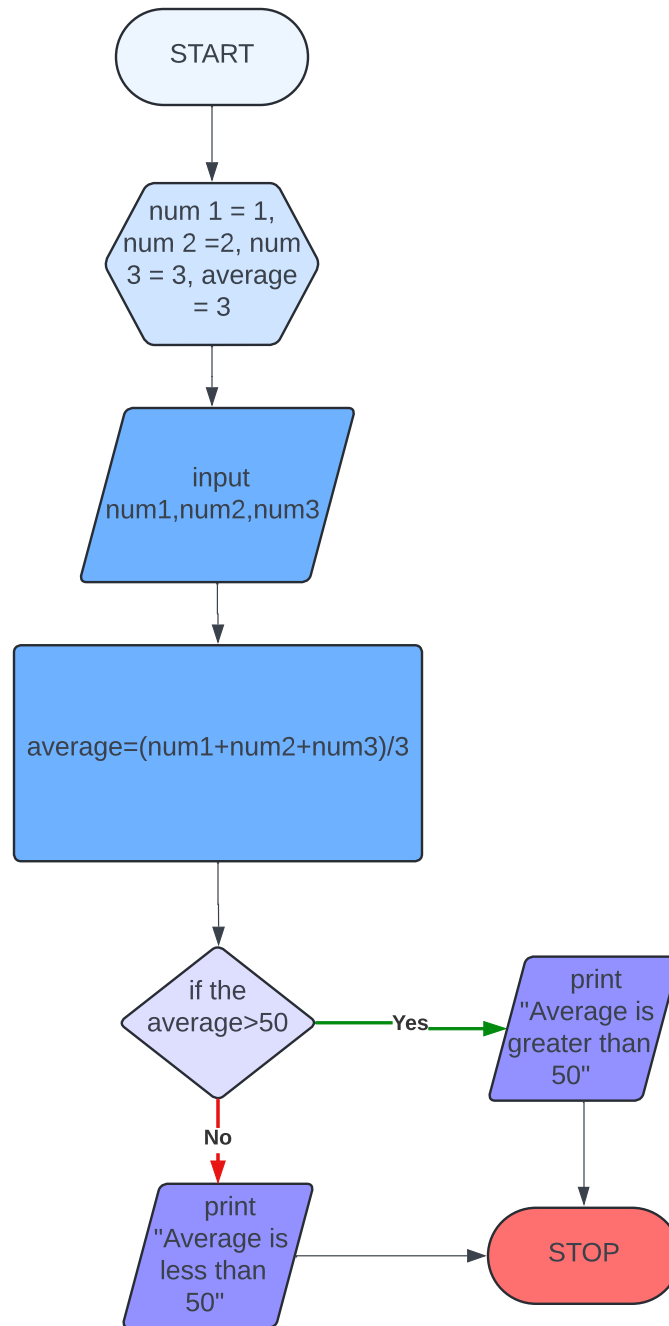 START
num 1 = 1,
num 2 =2, num
3 = 3, average
= 3
input
num1,num2,num3
average=(num1+num2+num3)/3
if the
average>50
Yes
print
"Average is
greater than
50"
No
print
"Average is
less than
50"
STOP